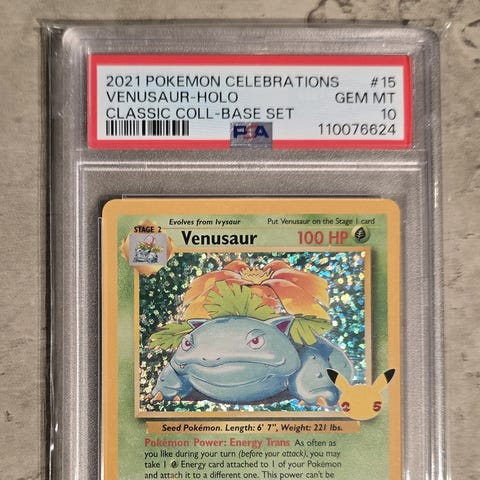 2021 POKEMON CELEBRATIONS #15
VENUSAUR-HOLO GEM MT
CLASSIC COLL-BASE SET 10
PSA 110076624
Evolves from Ivysaur Put Venusaur on the Stage 1 card
STAGE 2 Venusaur 100 HP
25
Seed Pokémon. Length: 6' 7", Weight: 221 lbs.
Pokémon Power: Energy Trans As often as
you like during your turn (before your attack), you may
take 1 Energy card attached to 1 of your Pokémon
and attach it to a different one. This power can't be